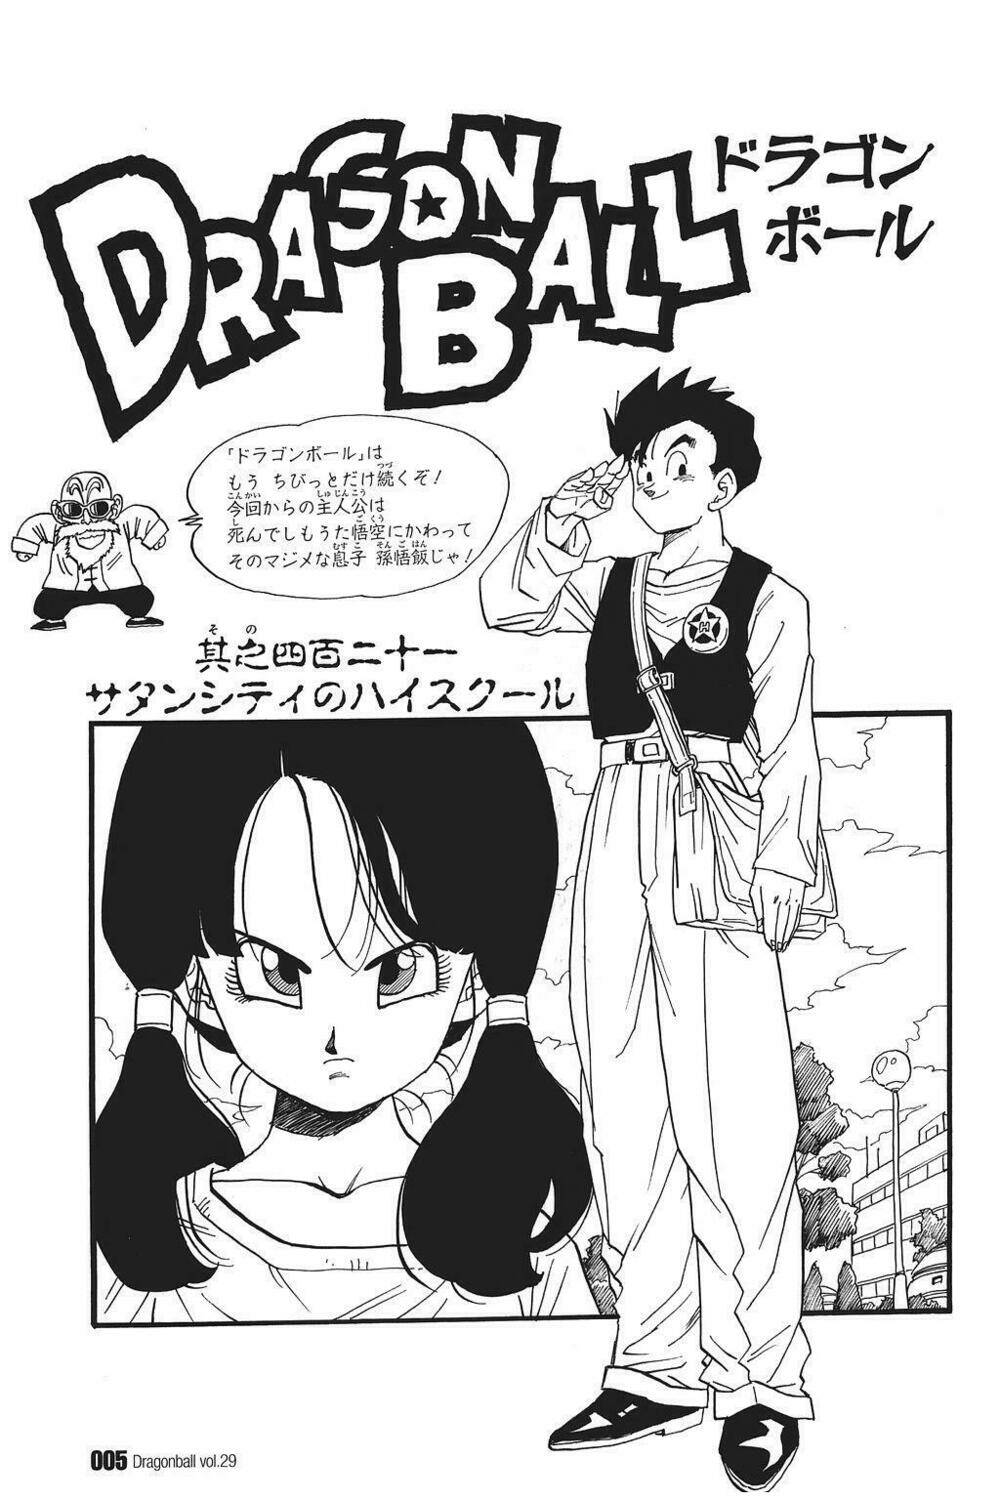 DRAGON BALL
ドラゴン
ボール
「ドラゴンボール」は
もう ちびっとだけ続くぞ!
今回からの主人公は
死んでしもうた悟空にかわって
そのマジメな息子 孫悟飯じゃ!
其之四百二十一
サタンシティのハイスクール
H
005 Dragonball vol.29